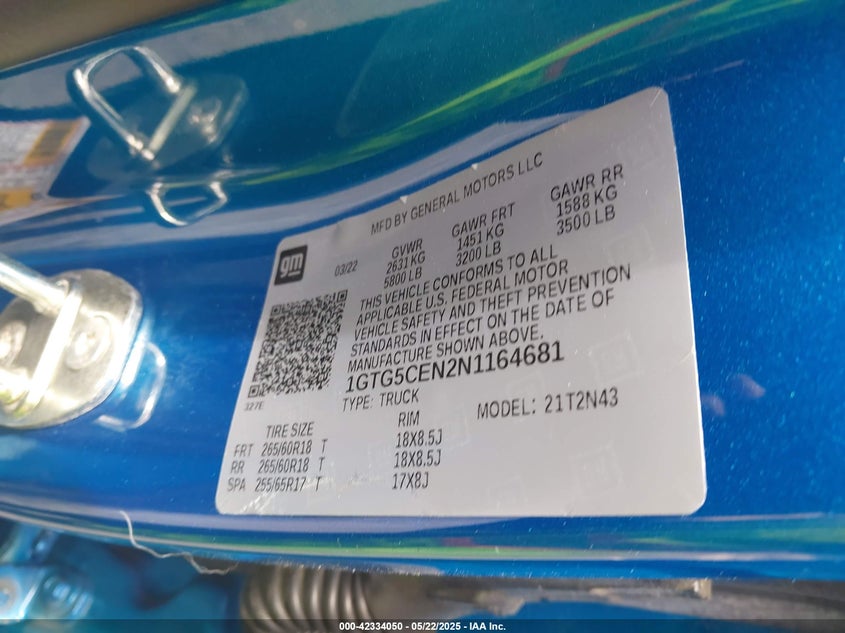 MFD BY GENERAL MOTORS LLC
gm
03/22
GVWR GAWR FRT GAWR RR
2631 KG 1451 KG 1588 KG
5800 LB 3200 LB 3500 LB
THIS VEHICLE CONFORMS TO ALL
APPLICABLE U.S. FEDERAL MOTOR
VEHICLE SAFETY AND THEFT PREVENTION
STANDARDS IN EFFECT ON THE DATE OF
MANUFACTURE SHOWN ABOVE.
1GTG5CEN2N1164681
327E
TYPE: TRUCK MODEL: 21T2N43
TIRE SIZE RIM
FRT 265/60R18 T 18X8.5J
RR 265/60R18 T 18X8.5J
SPA 255/65R17 T 17X8J
000-42334050 - 05/22/2025 - IAA Inc.